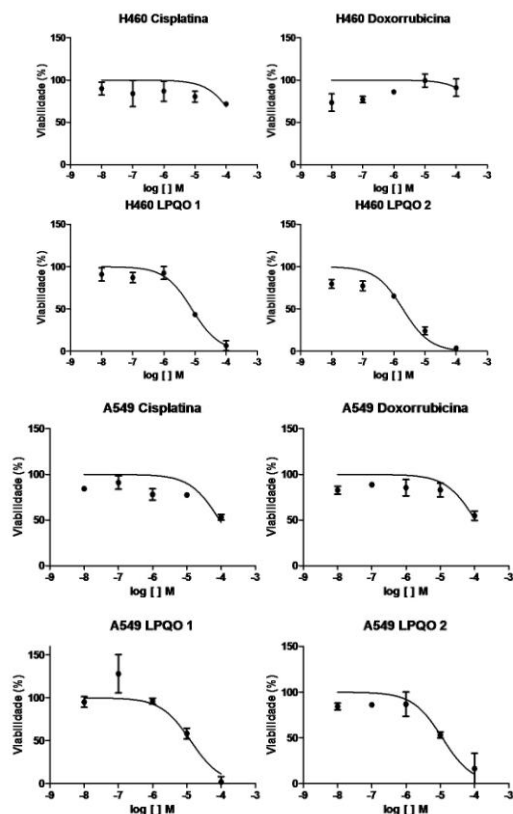 H460 Cisplatina
H460 Doxorrubicina
Viabilidade (%)
150
100
50
0
-9 -8 -7 -6 -5 -4 -3
log [ ] M
Viabilidade (%)
150
100
50
0
-9 -8 -7 -6 -5 -4 -3
log [ ] M
H460 LPQO 1
H460 LPQO 2
Viabilidade (%)
150
100
50
0
-9 -8 -7 -6 -5 -4 -3
log [ ] M
Viabilidade (%)
150
100
50
0
-9 -8 -7 -6 -5 -4 -3
log [ ] M
A549 Cisplatina
A549 Doxorrubicina
Viabilidade (%)
150
100
50
0
-9 -8 -7 -6 -5 -4 -3
log [ ] M
Viabilidade (%)
150
100
50
0
-9 -8 -7 -6 -5 -4 -3
log [ ] M
A549 LPQO 1
A549 LPQO 2
Viabilidade (%)
150
100
50
0
-9 -8 -7 -6 -5 -4 -3
log [ ] M
Viabilidade (%)
150
100
50
0
-9 -8 -7 -6 -5 -4 -3
log [ ] M